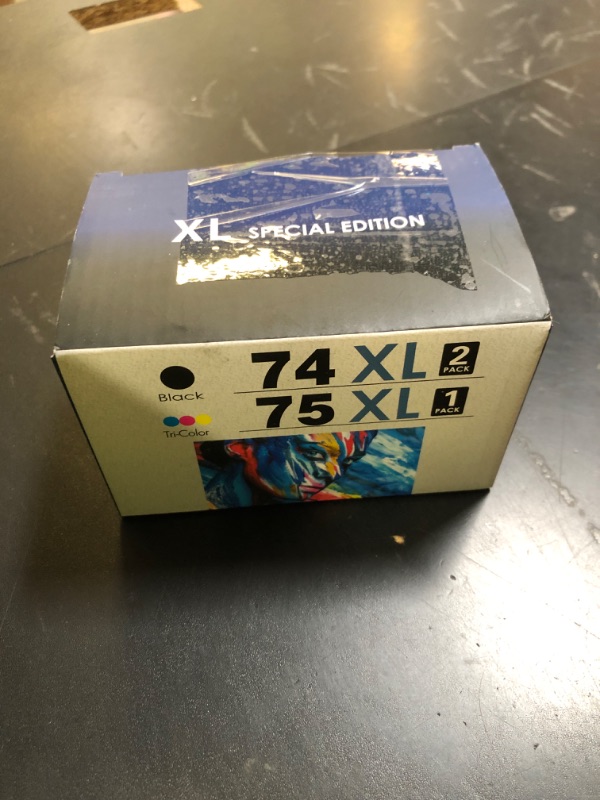 XL SPECIAL EDITION
Black 74 XL 2 PACK
Tri-Color 75 XL 1 PACK